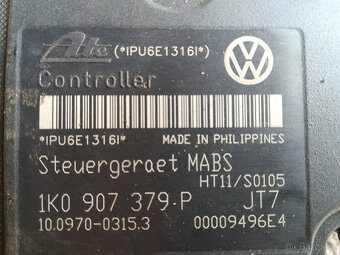 Ate (*IPU6E1316I*)
Controller
*IPU6E1316I* MADE IN PHILIPPINES
Steuergeraet MABS
HT11/S0105
1K0 907 379 P JT7
10.0970-0315.3 00009496E4